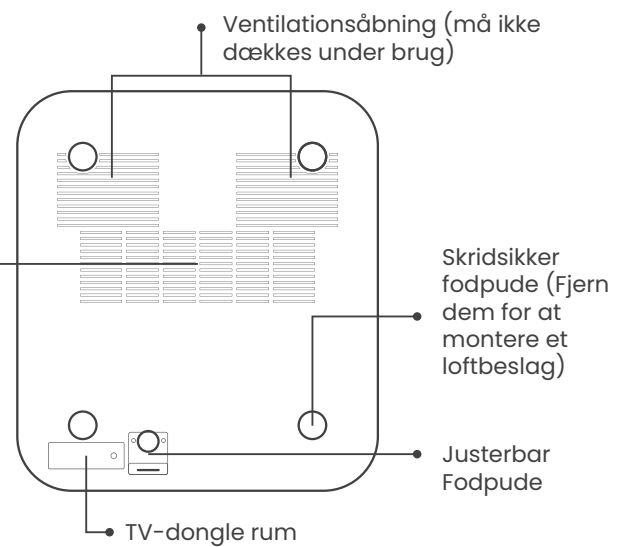 Ventilationsåbning (må ikke
dækkes under brug)
Skridsikker
fodpude (Fjern
dem for at
montere et
loftbeslag)
Justerbar
Fodpude
TV-dongle rum